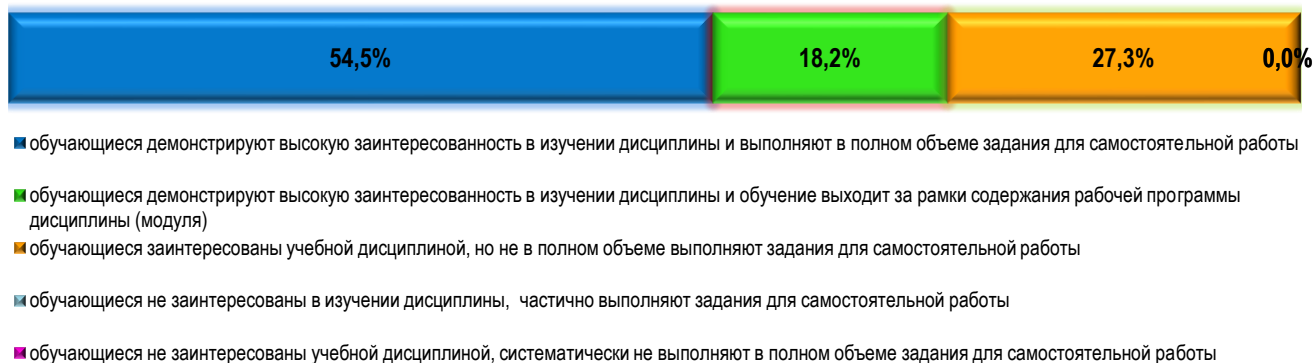 54,5% 18,2% 27,3% 0,0%
обучающиеся демонстрируют высокую заинтересованность в изучении дисциплины и выполняют в полном объеме задания для самостоятельной работы
обучающиеся демонстрируют высокую заинтересованность в изучении дисциплины и обучение выходит за рамки содержания рабочей программы
дисциплины (модуля)
обучающиеся заинтересованы учебной дисциплиной, но не в полном объеме выполняют задания для самостоятельной работы
обучающиеся не заинтересованы в изучении дисциплины, частично выполняют задания для самостоятельной работы
обучающиеся не заинтересованы учебной дисциплиной, систематически не выполняют в полном объеме задания для самостоятельной работы